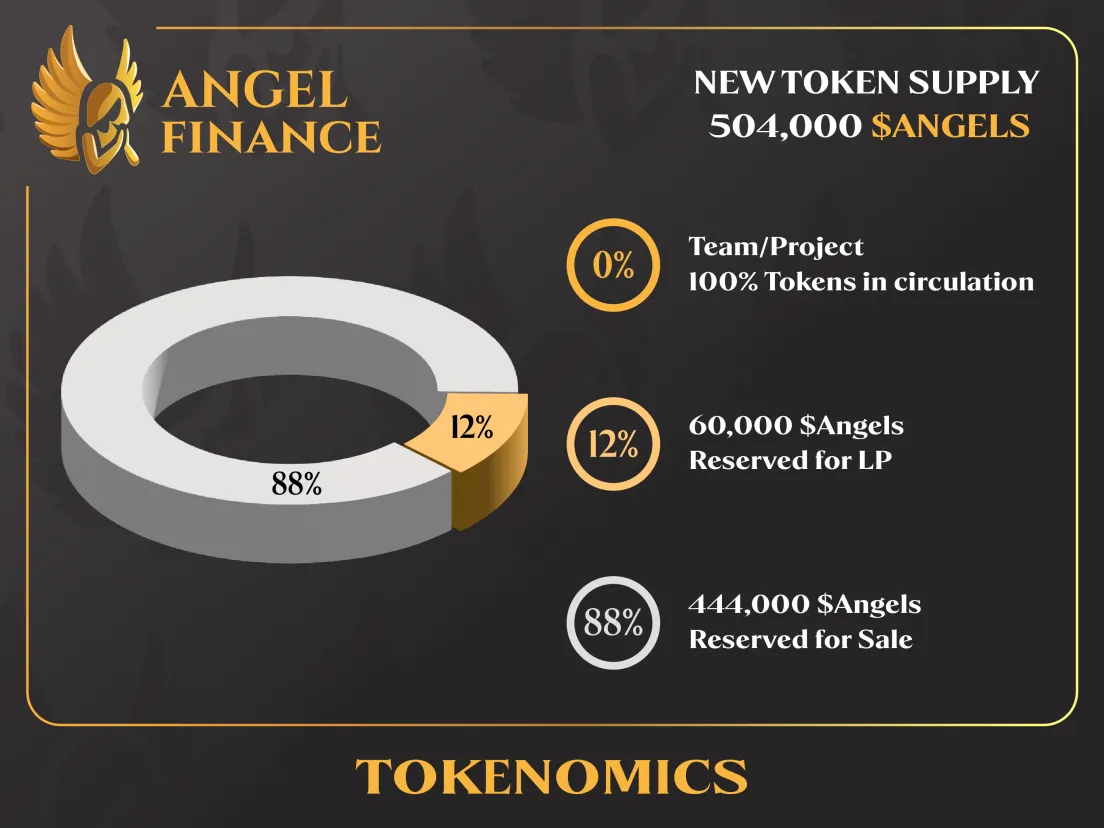 ANGEL
FINANCE
NEW TOKEN SUPPLY
504,000 $ANGELS
0%
Team/Project
100% Tokens in circulation
12%
88%
12%
60,000 $Angels
Reserved for LP
88%
444,000 $Angels
Reserved for Sale
TOKENOMICS